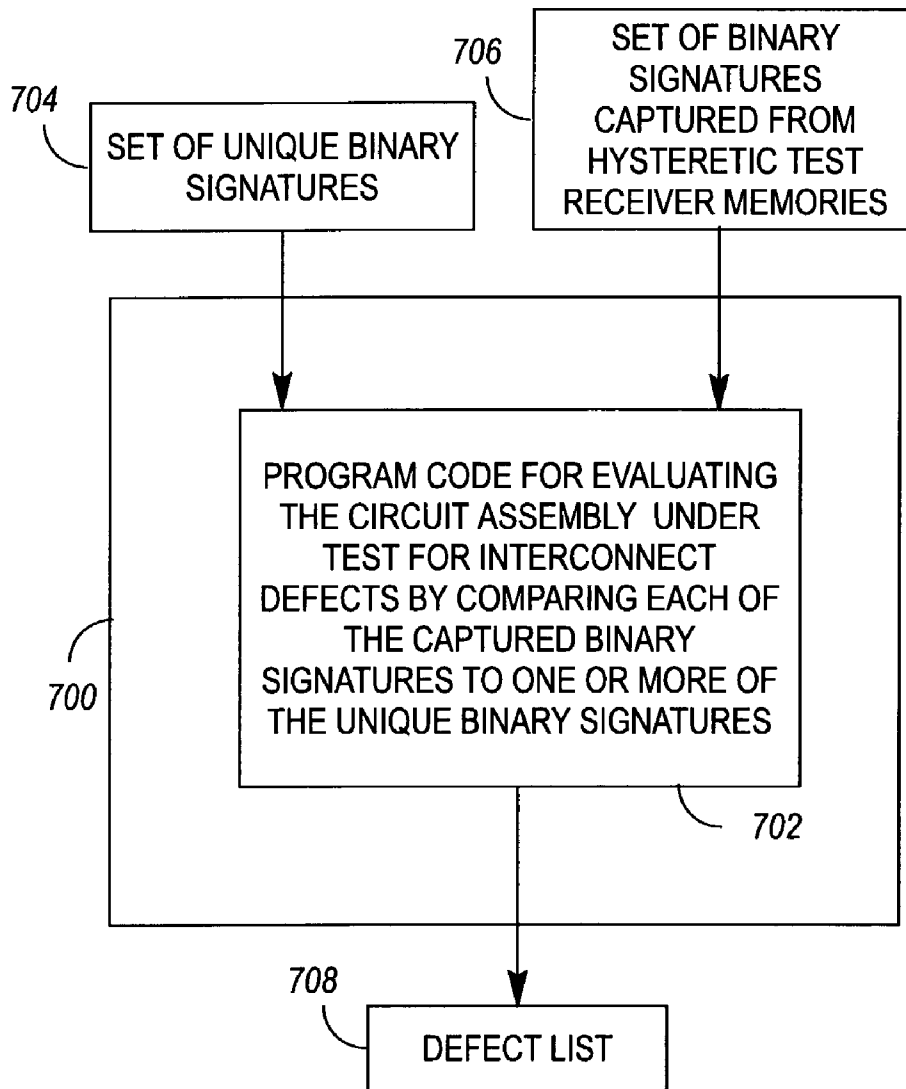 704
SET OF UNIQUE BINARY
SIGNATURES
706
SET OF BINARY
SIGNATURES
CAPTURED FROM
HYSTERETIC TEST
RECEIVER MEMORIES
PROGRAM CODE FOR EVALUATING
THE CIRCUIT ASSEMBLY UNDER
TEST FOR INTERCONNECT
DEFECTS BY COMPARING EACH OF
THE CAPTURED BINARY
SIGNATURES TO ONE OR MORE OF
THE UNIQUE BINARY SIGNATURES
700
702
708
DEFECT LIST